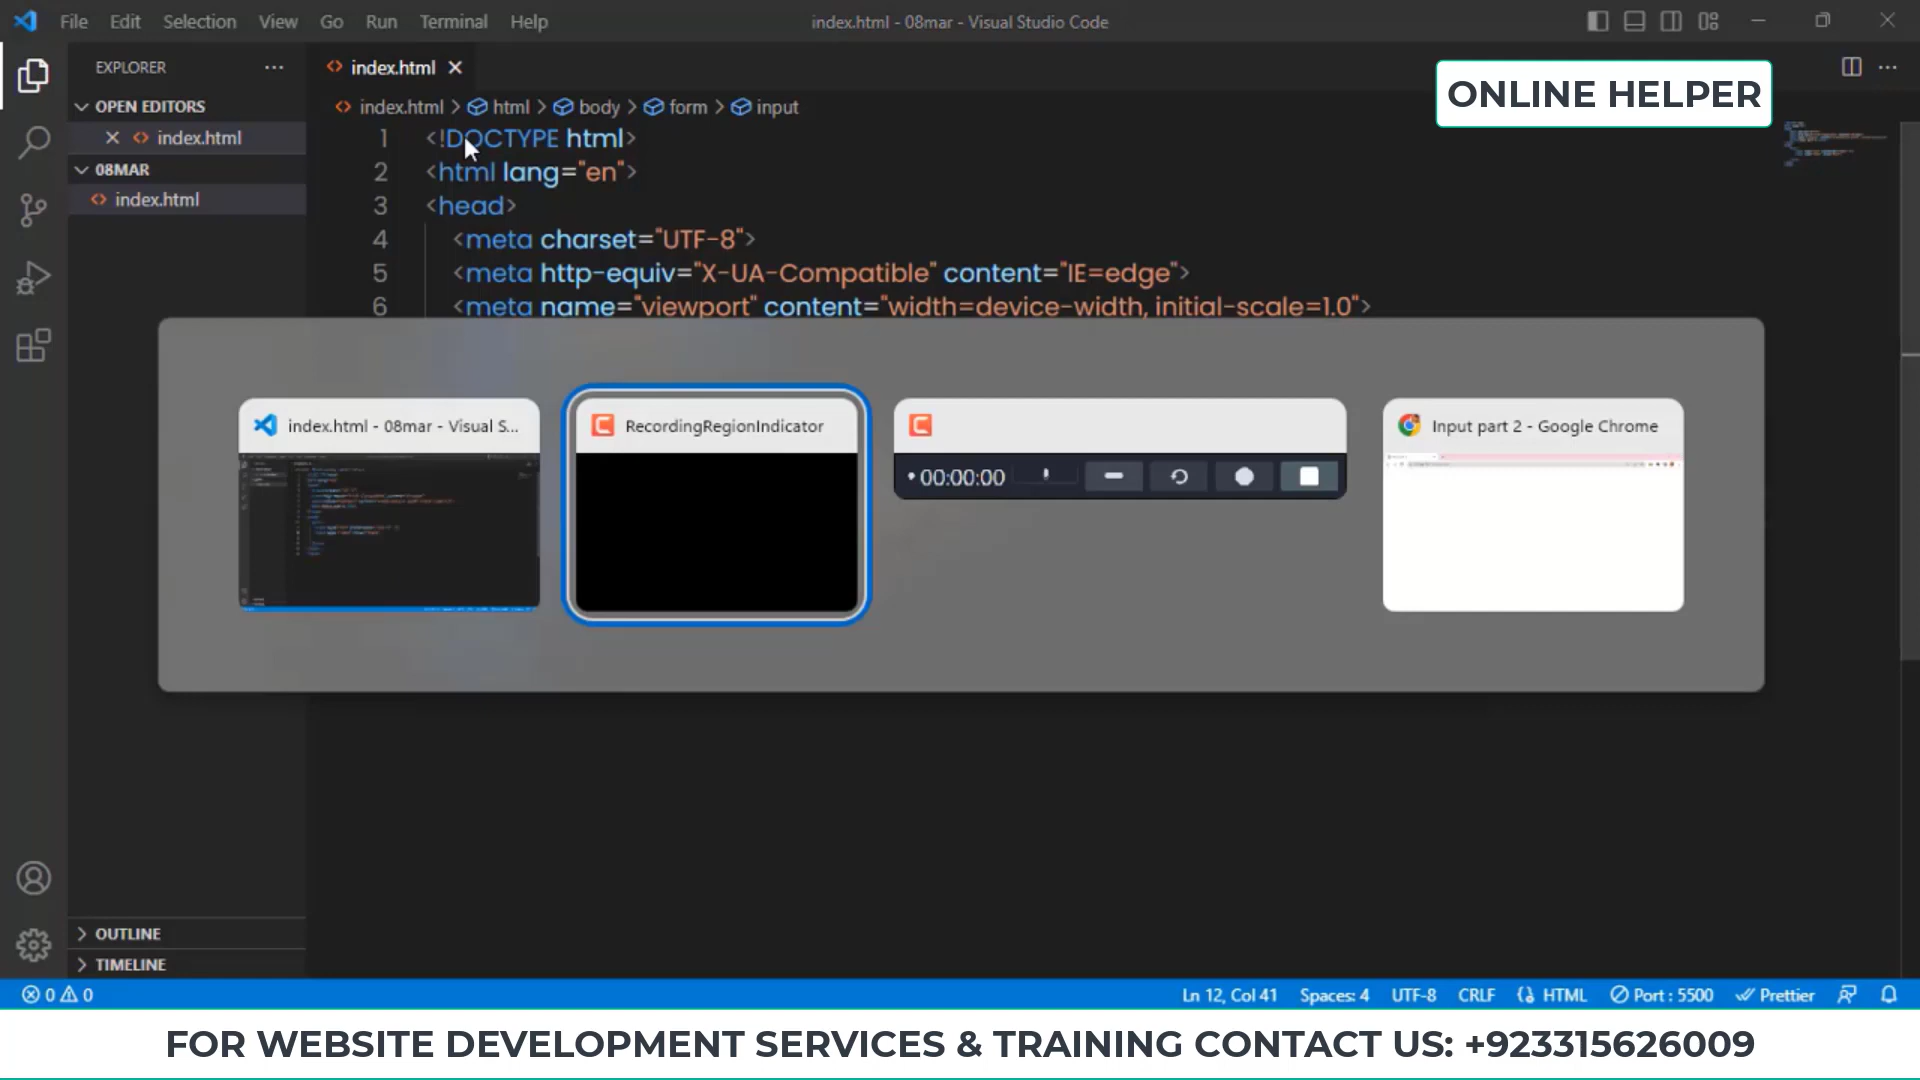 File Edit Selection View Go Run Terminal Help
index.html - 08mar - Visual Studio Code
EXPLORER
index.html
ONLINE HELPER
OPEN EDITORS
index.html > html > body > form > input
index.html
08MAR
index.html
1 <!DOCTYPE html>
2 <html lang="en">
3 <head>
4 <meta charset="UTF-8">
5 <meta http-equiv="X-UA-Compatible" content="IE=edge">
6 <meta name="viewport" content="width=device-width, initial-scale=1.0">
index.html - 08mar - Visual S...
RecordingRegionIndicator
Input part 2 - Google Chrome
00:00:00
OUTLINE
TIMELINE
0 0
Ln 12, Col 41 Spaces: 4 UTF-8 CRLF HTML Port : 5500 Prettier
FOR WEBSITE DEVELOPMENT SERVICES & TRAINING CONTACT US: +923315626009